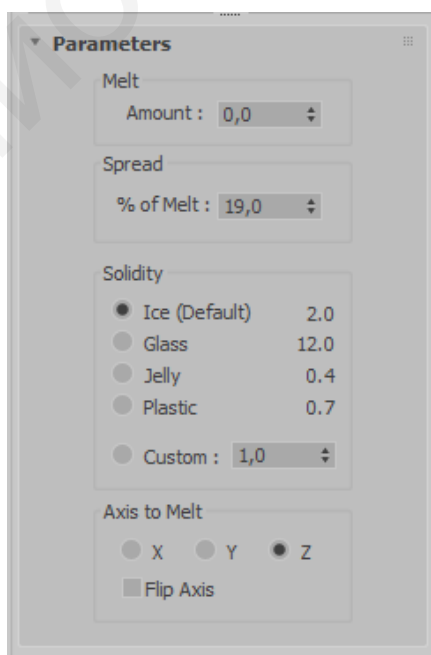 Parameters
Melt
Amount : 0,0
Spread
% of Melt : 19,0
Solidity
Ice (Default) 2.0
Glass 12.0
Jelly 0.4
Plastic 0.7
Custom : 1,0
Axis to Melt
X Y Z
Flip Axis